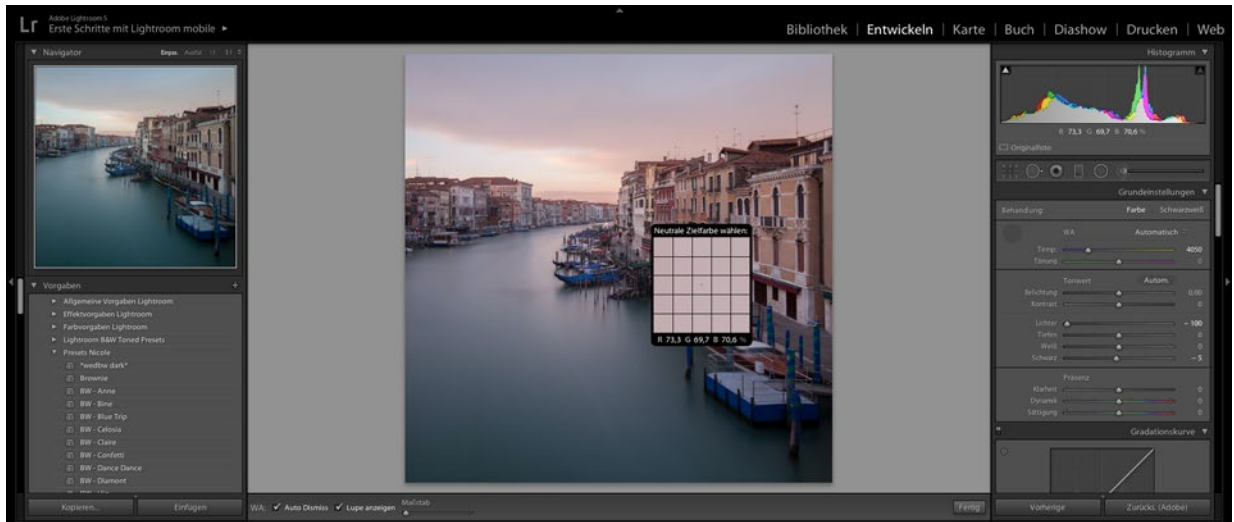 Lr
Adobe Lightroom 5
Erste Schritte mit Lightroom mobile
Bibliothek | Entwickeln | Karte | Buch | Diashow | Drucken | Web
Navigator
Einpas.
1:1
Vorgaben
Allgemeine Vorgaben Lightroom
Effektvorgaben Lightroom
Farbvorgaben Lightroom
Lightroom B&W Toned Presets
Presets Nicole
*wedbw dark*
Brownie
BW - Anne
BW - Bine
BW - Blue Trip
BW - Celosia
BW - Claire
BW - Confetti
BW - Dance Dance
BW - Diamont
Kopieren...
Einfügen
Neutrale Zielfarbe wählen:
R 73,3 G 69,7 B 70,6 %
WA: Auto Dismiss Lupe anzeigen
Maßstab
Fertig
Histogramm
R 73,3 G 69,7 B 70,6 %
Originalfoto
Grundeinstellungen
Behandlung: Farbe Schwarzweiß
WA: Automatisch
Temp. 4050
Tönung 0
Tonwert Autom.
Belichtung 0,00
Kontrast 0
Lichter - 100
Tiefen 0
Weiß 0
Schwarz - 5
Präsenz
Klarheit 0
Dynamik 0
Sättigung 0
Gradationskurve
Vorherige
Zurücks. (Adobe)